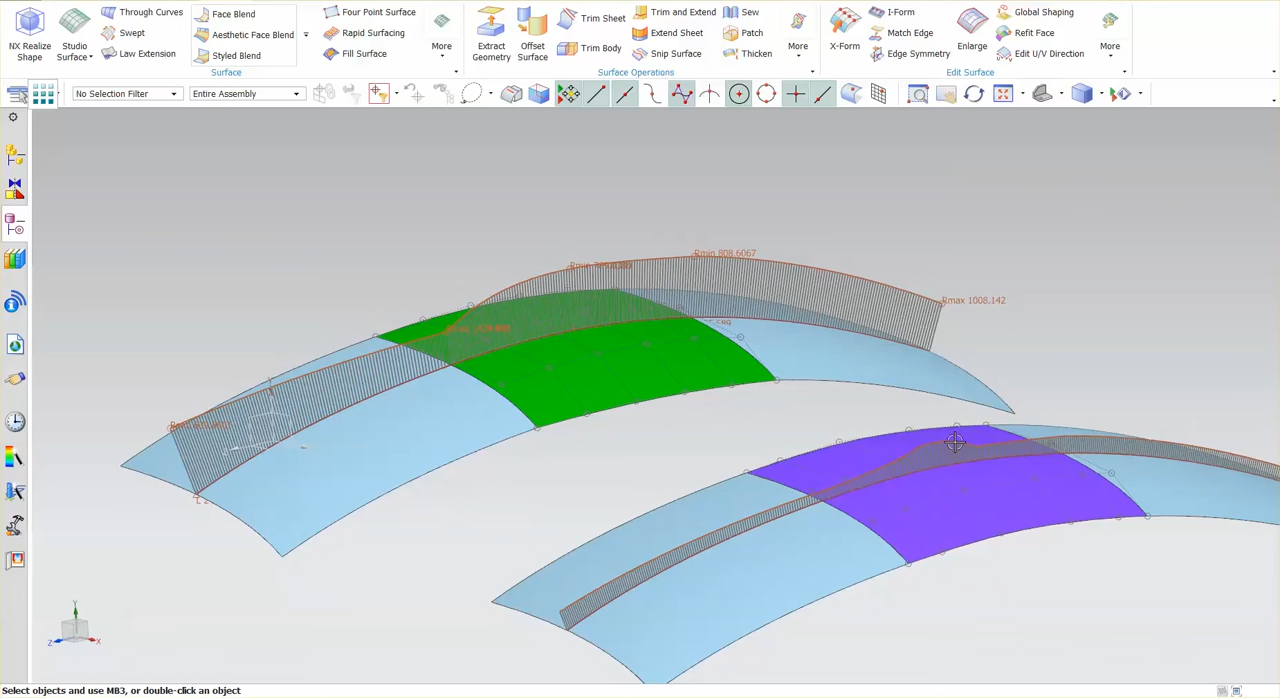 NX Realize
Shape
Studio
Surface
Through Curves
Swept
Law Extension
Face Blend
Aesthetic Face Blend
Styled Blend
Four Point Surface
Rapid Surfacing
Fill Surface
More
Surface
Extract
Geometry
Offset
Surface
Trim Sheet
Trim Body
Trim and Extend
Extend Sheet
Snip Surface
Sew
Patch
Thicken
More
Surface Operations
X-Form
I-Form
Match Edge
Edge Symmetry
Enlarge
Global Shaping
Refit Face
Edit U/V Direction
More
Edit Surface
No Selection Filter
Entire Assembly
Rmin 808.6067
Rmax 1008.142
Y
Z
X
Select objects and use MB3, or double-click an object